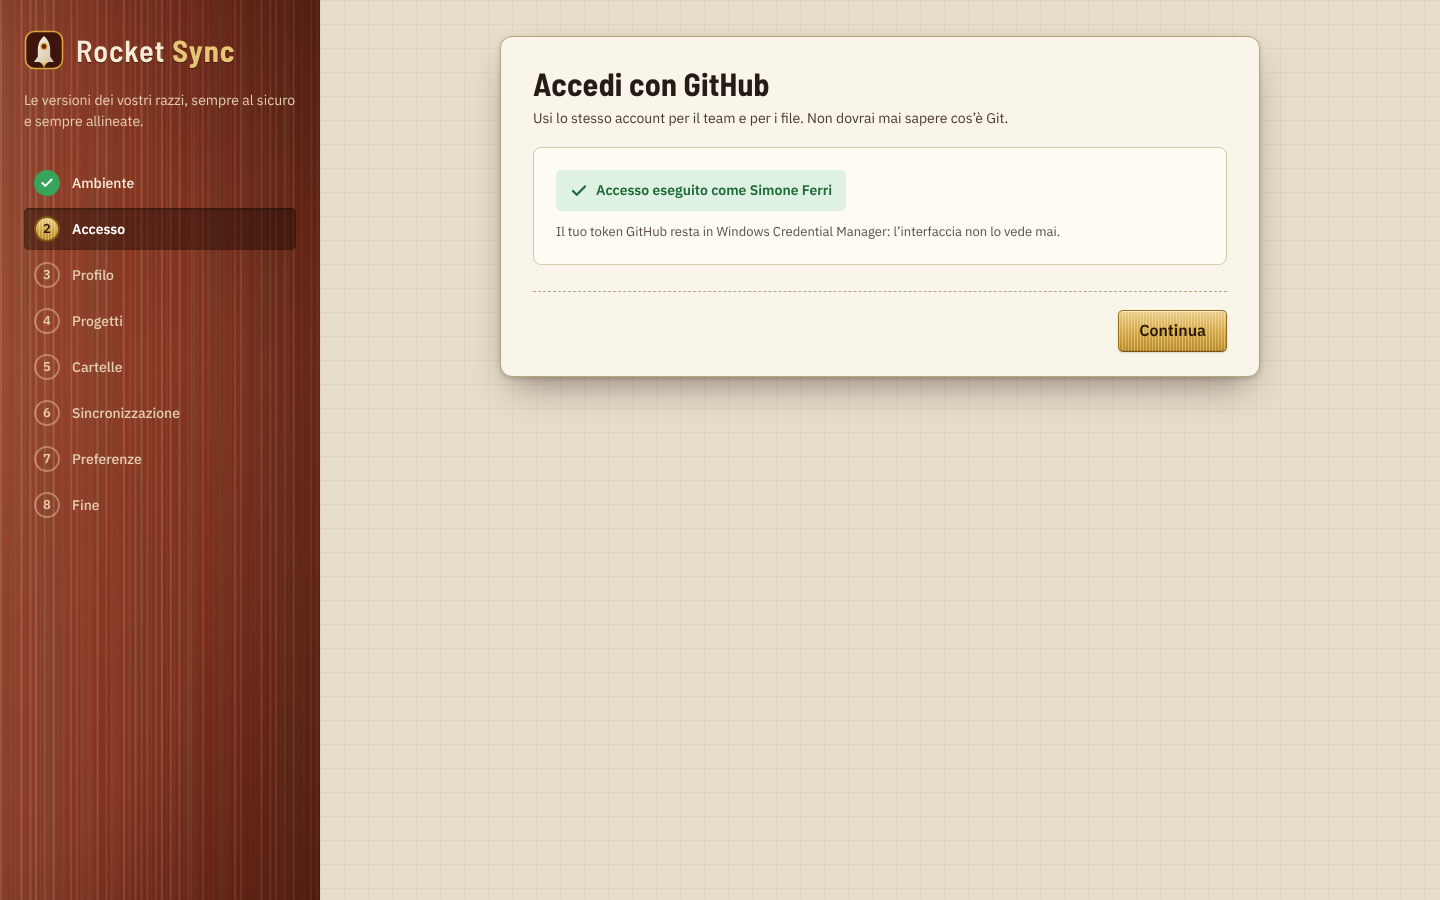 Rocket Sync
Le versioni dei vostri razzi, sempre al sicuro
e sempre allineate.
Ambiente
2 Accesso
3 Profilo
4 Progetti
5 Cartelle
6 Sincronizzazione
7 Preferenze
8 Fine
Accedi con GitHub
Usi lo stesso account per il team e per i file. Non dovrai mai sapere cos’è Git.
Accesso eseguito come Simone Ferri
Il tuo token GitHub resta in Windows Credential Manager: l’interfaccia non lo vede mai.
Continua